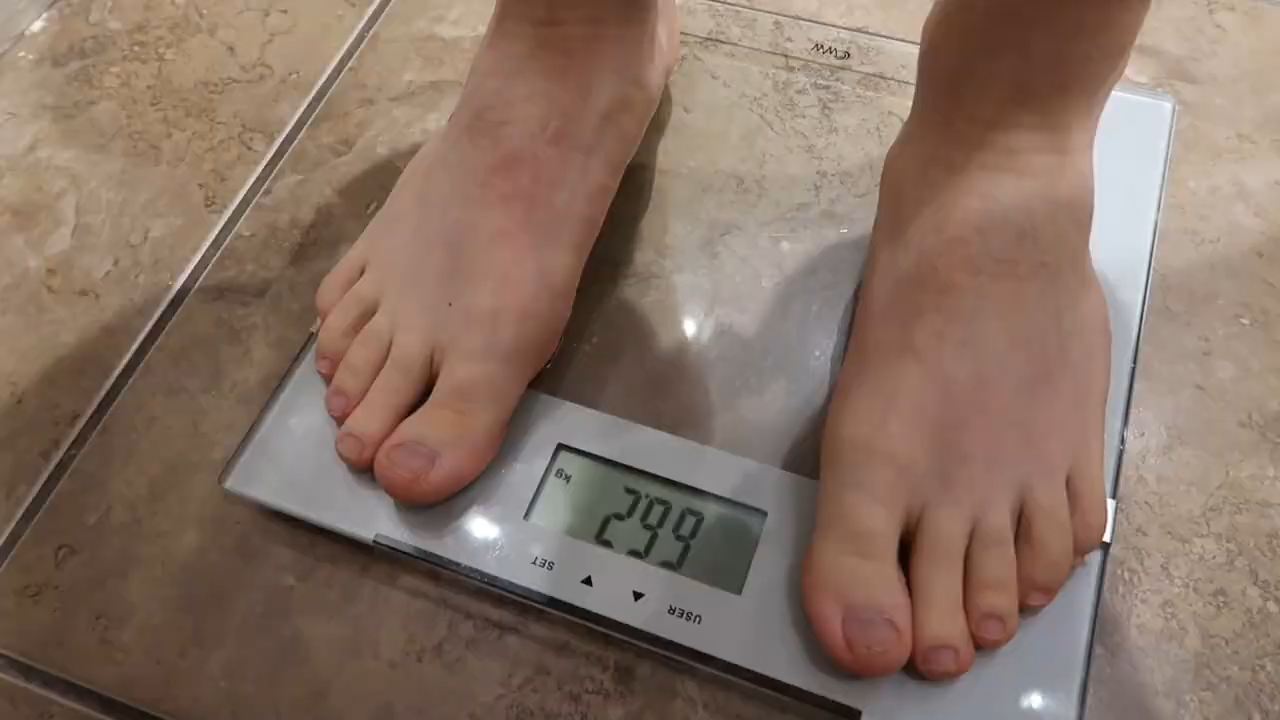 66.2 kg
USER ▼ ▲ SET